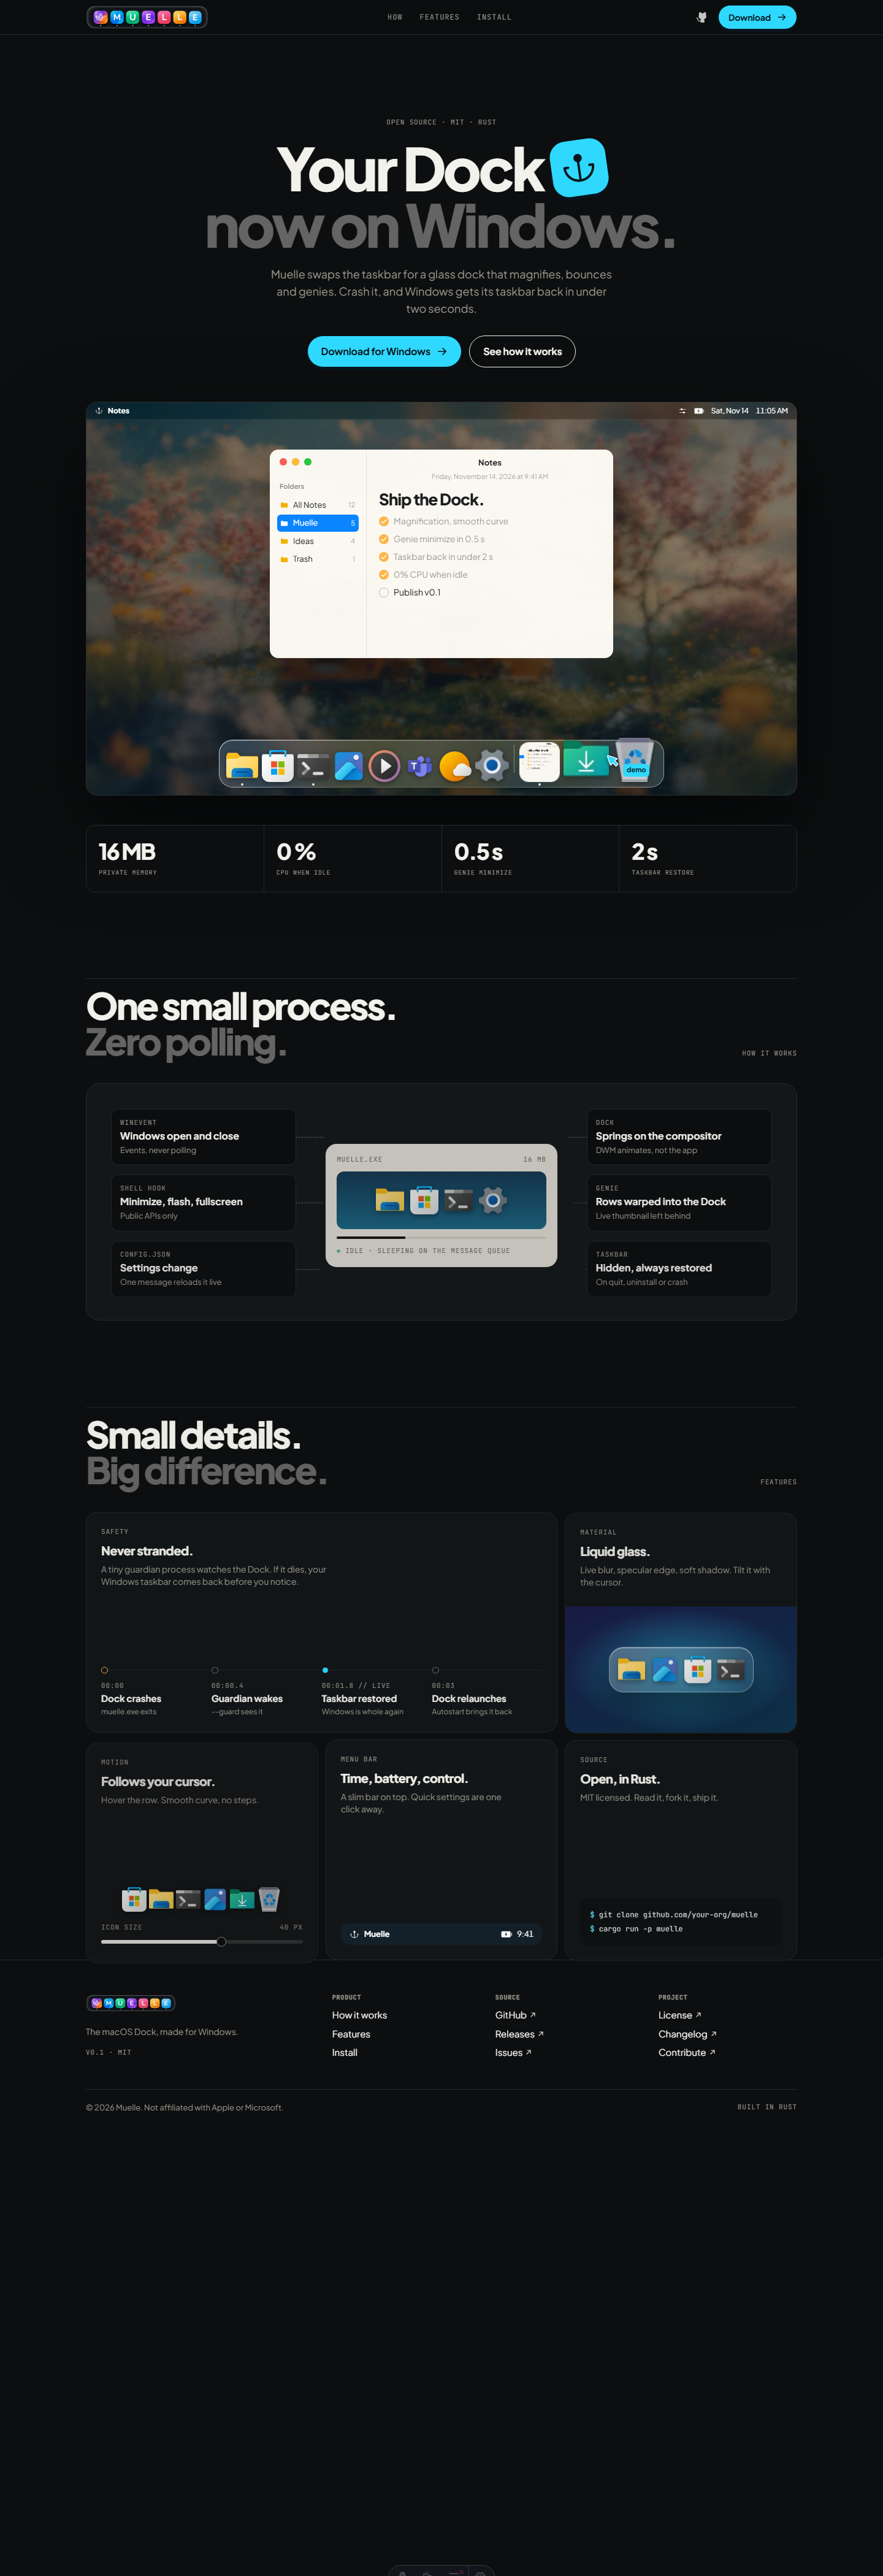 MUELLE
HOW FEATURES INSTALL
Download
OPEN SOURCE · MIT · RUST
Your Dock
now on Windows.
Muelle swaps the taskbar for a glass dock that magnifies, bounces
and genies. Crash it, and Windows gets its taskbar back in under
two seconds.
Download for Windows
See how it works
Notes
Sat, Nov 14 11:05 AM
Folders
All Notes 12
Muelle 5
Ideas 4
Trash 1
Notes
Friday, November 14, 2026 at 9:41 AM
Ship the Dock.
Magnification, smooth curve
Genie minimize in 0.5 s
Taskbar back in under 2 s
0% CPU when idle
Publish v0.1
demo
16 MB
PRIVATE MEMORY
0 %
CPU WHEN IDLE
0.5 s
GENIE MINIMIZE
2 s
TASKBAR RESTORE
One small process.
Zero polling.
HOW IT WORKS
WINEVENT
Windows open and close
Events, never polling
SHELL HOOK
Minimize, flash, fullscreen
Public APIs only
CONFIG.JSON
Settings change
One message reloads it live
MUELLE.EXE 16 MB
IDLE · SLEEPING ON THE MESSAGE QUEUE
DOCK
Springs on the compositor
DWM animates, not the app
GENIE
Rows warped into the Dock
Live thumbnail left behind
TASKBAR
Hidden, always restored
On quit, uninstall or crash
Small details.
Big difference.
FEATURES
SAFETY
Never stranded.
A tiny guardian process watches the Dock. If it dies, your
Windows taskbar comes back before you notice.
00:00
Dock crashes
muelle.exe exits
00:00.4
Guardian wakes
--guard sees it
00:01.8 // LIVE
Taskbar restored
Windows is whole again
00:03
Dock relaunches
Autostart brings it back
MATERIAL
Liquid glass.
Live blur, specular edge, soft shadow. Tilt it with
the cursor.
MOTION
Follows your cursor.
Hover the row. Smooth curve, no steps.
ICON SIZE 40 PX
MENU BAR
Time, battery, control.
A slim bar on top. Quick settings are one
click away.
Muelle 9:41
SOURCE
Open, in Rust.
MIT licensed. Read it, fork it, ship it.
$ git clone github.com/your-org/muelle
$ cargo run -p muelle
MUELLE
The macOS Dock, made for Windows.
V0.1 · MIT
PRODUCT
How it works
Features
Install
SOURCE
GitHub ↗
Releases ↗
Issues ↗
PROJECT
License ↗
Changelog ↗
Contribute ↗
© 2026 Muelle. Not affiliated with Apple or Microsoft.
BUILT IN RUST